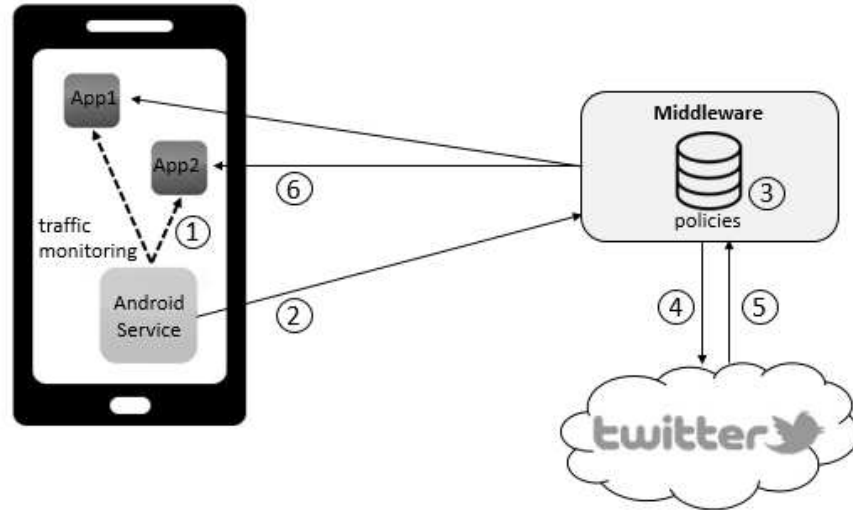 App1
App2
traffic
monitoring
1
Android
Service
2
6
Middleware
3
policies
4
5
twitter